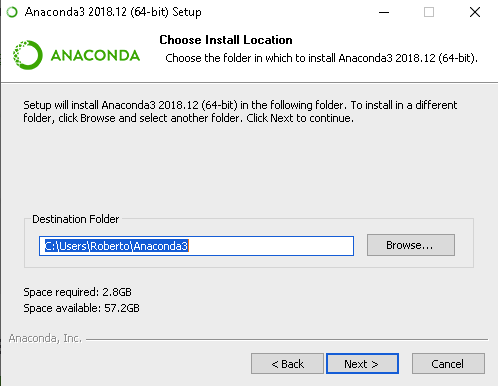 Anaconda3 2018.12 (64-bit) Setup
ANACONDA
Choose Install Location
Choose the folder in which to install Anaconda3 2018.12 (64-bit).
Setup will install Anaconda3 2018.12 (64-bit) in the following folder. To install in a different
folder, click Browse and select another folder. Click Next to continue.
Destination Folder
C:\Users\Roberto\Anaconda3
Browse...
Space required: 2.8GB
Space available: 57.2GB
Anaconda, Inc.
< Back
Next >
Cancel